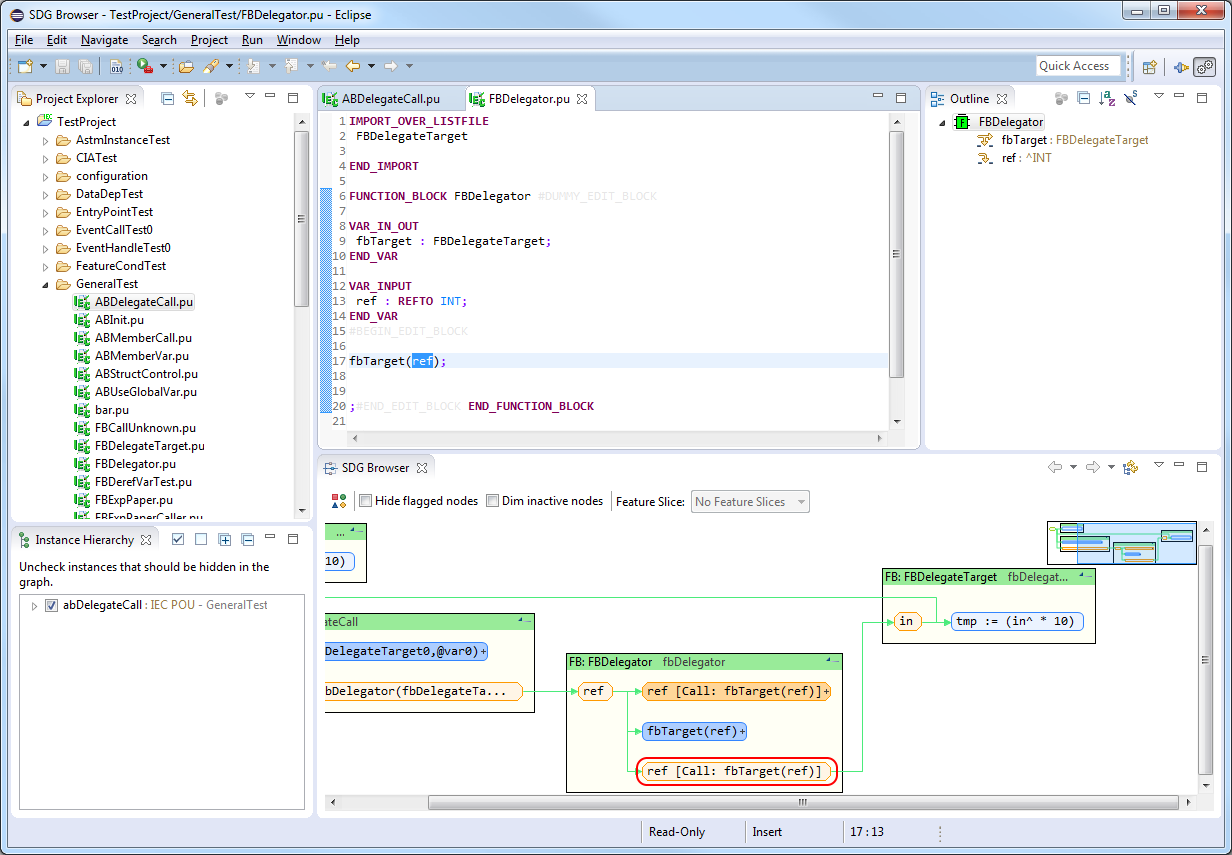 SDG Browser - TestProject/GeneralTest/FBDelegator.pu - Eclipse
File Edit Navigate Search Project Run Window Help
Quick Access
Project Explorer
TestProject
AstmInstanceTest
CIATest
configuration
DataDepTest
EntryPointTest
EventCallTest0
EventHandleTest0
FeatureCondTest
GeneralTest
ABDelegateCall.pu
ABInit.pu
ABMemberCall.pu
ABMemberVar.pu
ABStructControl.pu
ABUseGlobalVar.pu
bar.pu
FBCallUnknown.pu
FBDelegateTarget.pu
FBDelegator.pu
FBDerefVarTest.pu
FBExpPaper.pu
FBExpPaperCaller.pu
ABDelegateCall.pu FBDelegator.pu
1 IMPORT_OVER_LISTFILE
2 FBDelegateTarget
3
4 END_IMPORT
5
6 FUNCTION_BLOCK FBDelegator #DUMMY_EDIT_BLOCK
7
8 VAR_IN_OUT
9 fbTarget : FBDelegateTarget;
10 END_VAR
11
12 VAR_INPUT
13 ref : REFTO INT;
14 END_VAR
15 #BEGIN_EDIT_BLOCK
16
17 fbTarget(ref);
18
19
20 ;#END_EDIT_BLOCK END_FUNCTION_BLOCK
21
Outline
FBDelegator
fbTarget : FBDelegateTarget
ref : ^INT
Instance Hierarchy
Uncheck instances that should be hidden in the
graph.
abDelegateCall : IEC POU - GeneralTest
SDG Browser
Hide flagged nodes Dim inactive nodes Feature Slice: No Feature Slices
...
10)
ateCall
DelegateTarget0,@var0)+
bDelegator(fbDelegateTa...
FB: FBDelegator fbDelegator
ref
ref [Call: fbTarget(ref)]+
fbTarget(ref)+
ref [Call: fbTarget(ref)]
FB: FBDelegateTarget fbDelegat...
in
tmp := (in^ * 10)
Read-Only Insert 17 : 13